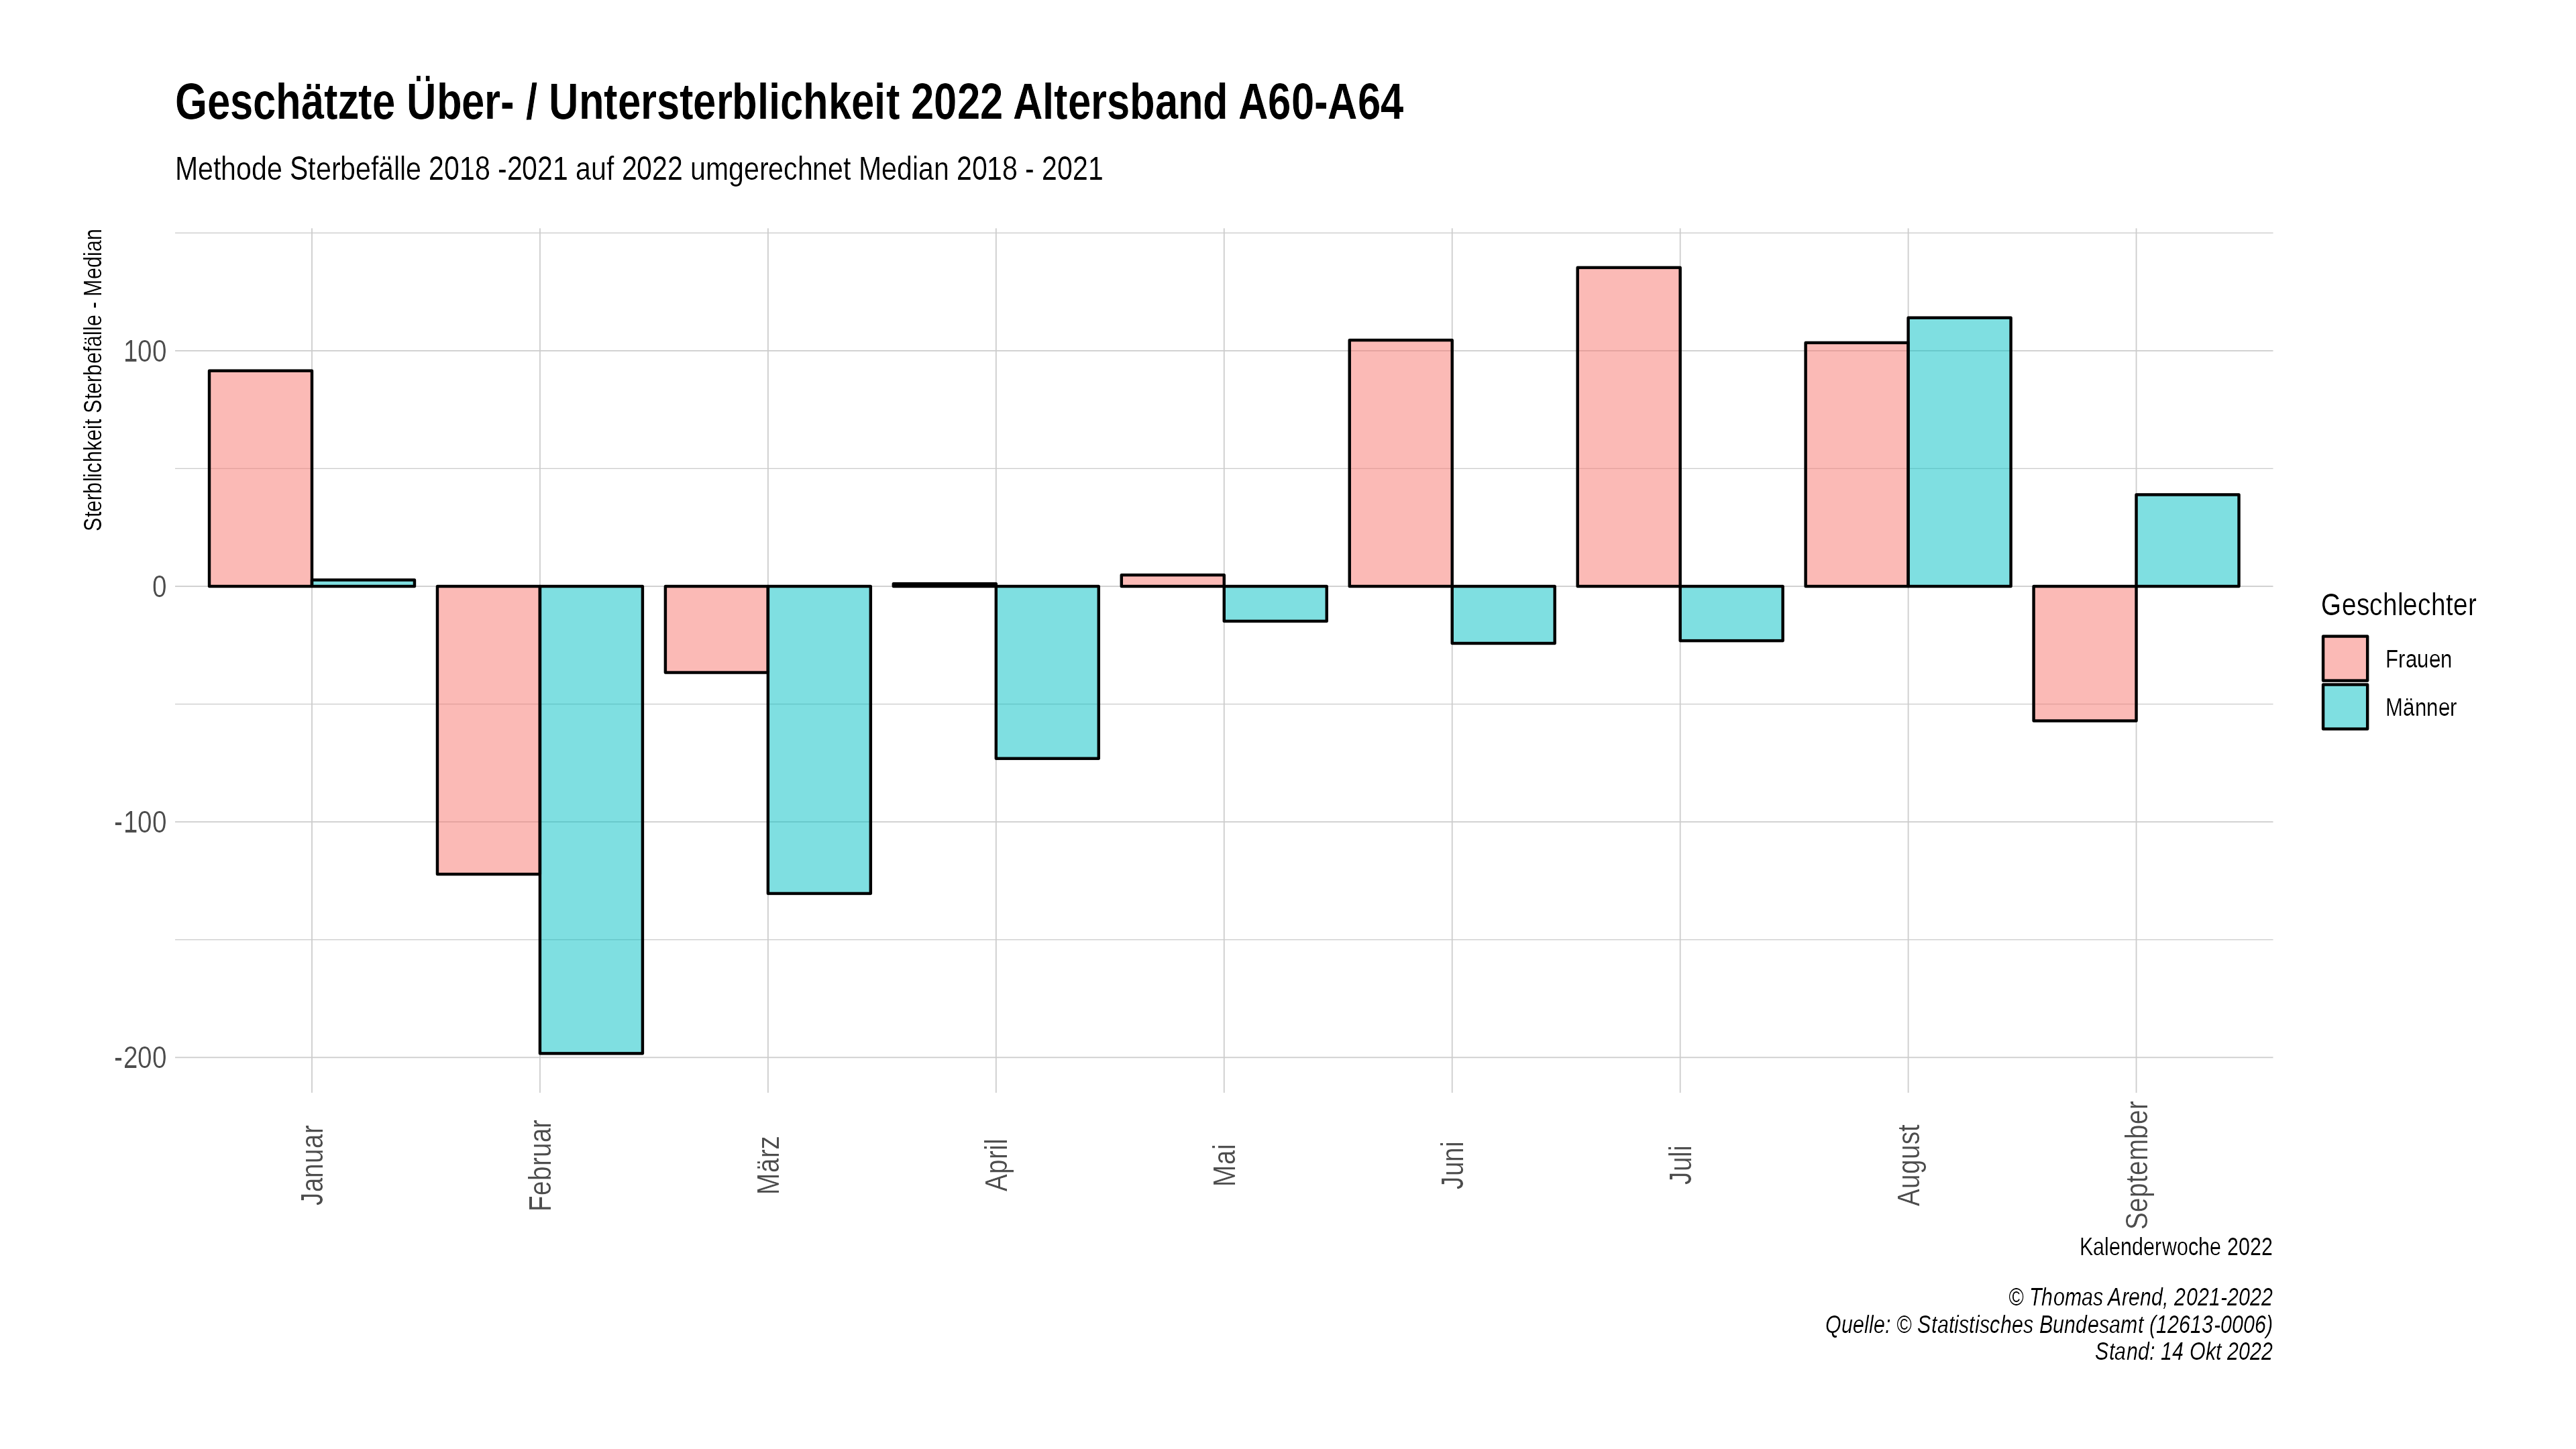 Geschätzte Über- / Untersterblichkeit 2022 Altersband A60-A64
Methode Sterbefälle 2018 -2021 auf 2022 umgerechnet Median 2018 - 2021
Sterblichkeit Sterbefälle - Median
100
0
-100
-200
Januar
Februar
März
April
Mai
Juni
Juli
August
September
Kalenderwoche 2022
Geschlechter
Frauen
Männer
© Thomas Arend, 2021-2022
Quelle: © Statistisches Bundesamt (12613-0006)
Stand: 14 Okt 2022